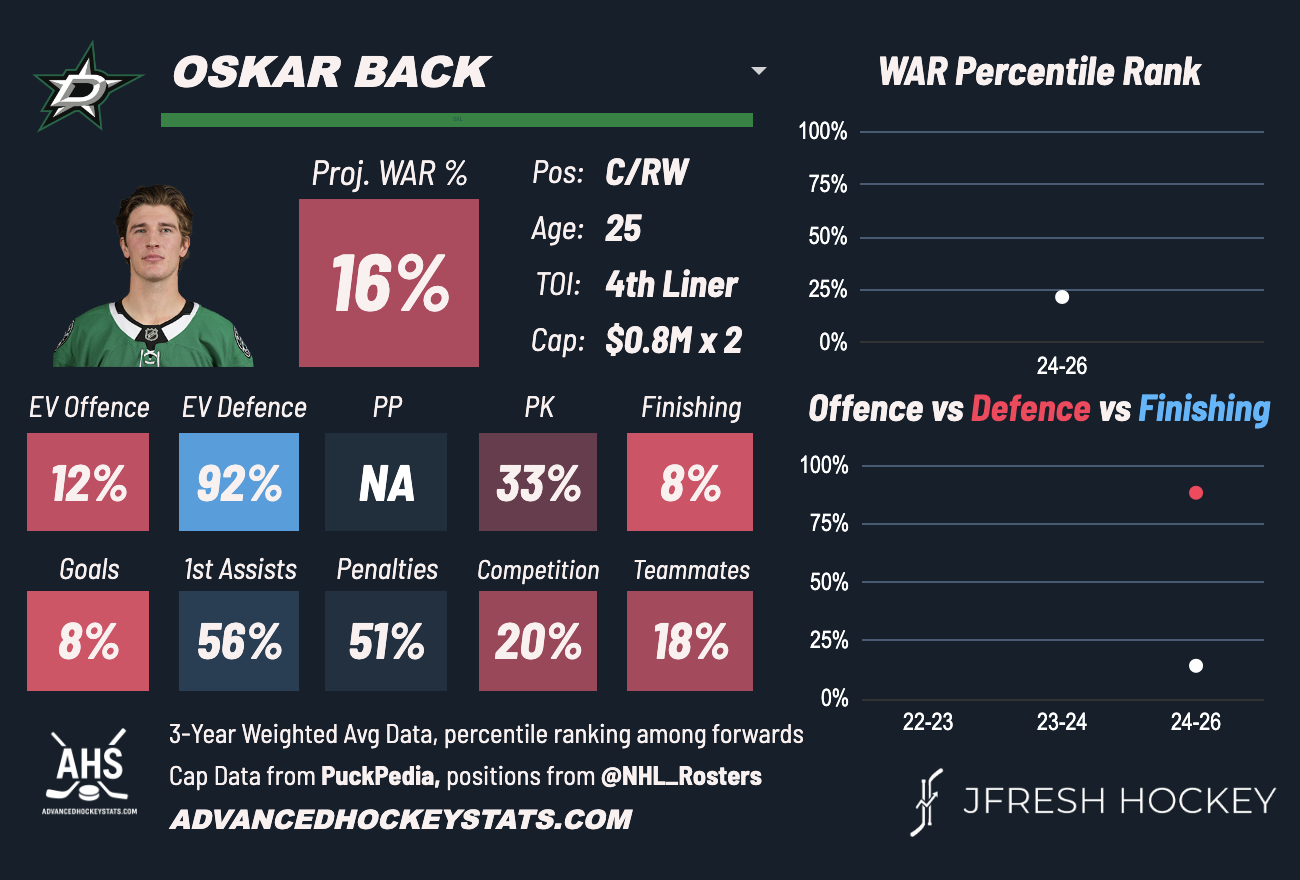 OSKAR BACK
WAR Percentile Rank
Proj. WAR %
16%
Pos: C/RW
Age: 25
TOI: 4th Liner
Cap: $0.8M x 2
100%
75%
50%
25%
0%
24-26
EV Offence EV Defence PP PK Finishing
12% 92% NA 33% 8%
Goals 1st Assists Penalties Competition Teammates
8% 56% 51% 20% 18%
Offence vs Defence vs Finishing
100%
75%
50%
25%
0%
22-23 23-24 24-26
AHS
ADVANCEDHOCKEYSTATS.COM
3-Year Weighted Avg Data, percentile ranking among forwards
Cap Data from PuckPedia, positions from @NHL_Rosters
ADVANCEDHOCKEYSTATS.COM
JFRESH HOCKEY